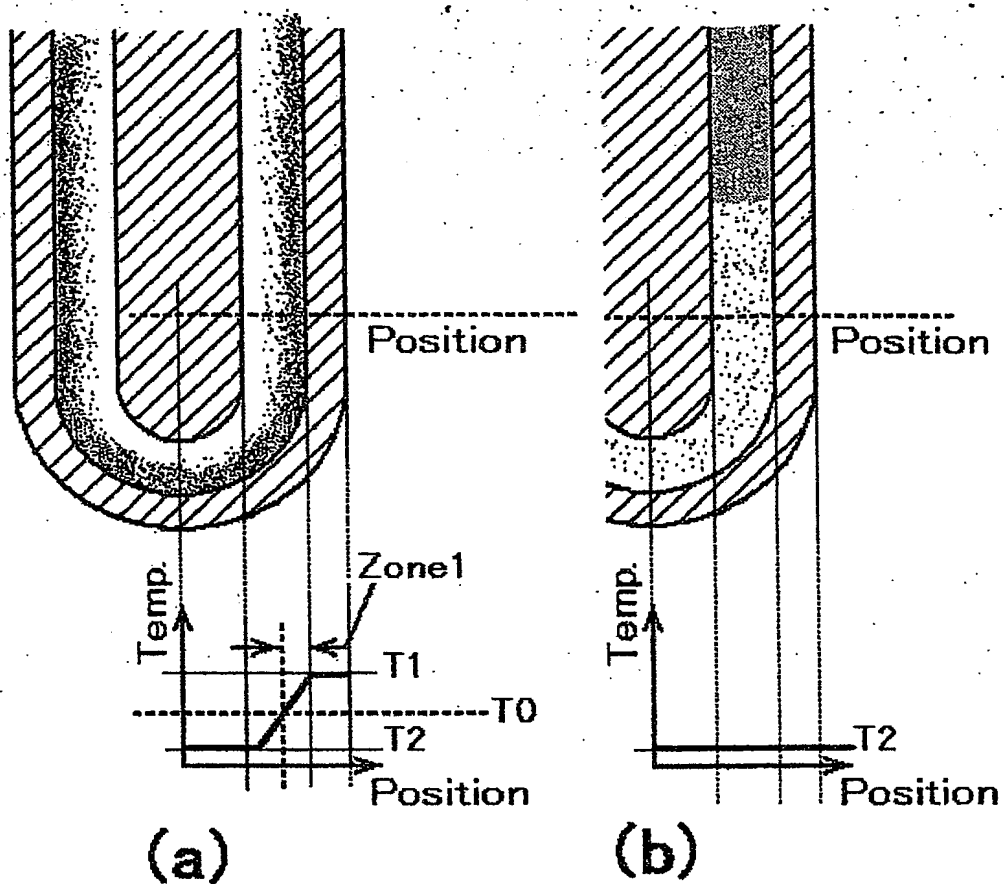 Position
Position
Zone1
Temp.
T1
T0
T2
Position
Temp.
T2
Position
(a)
(b)